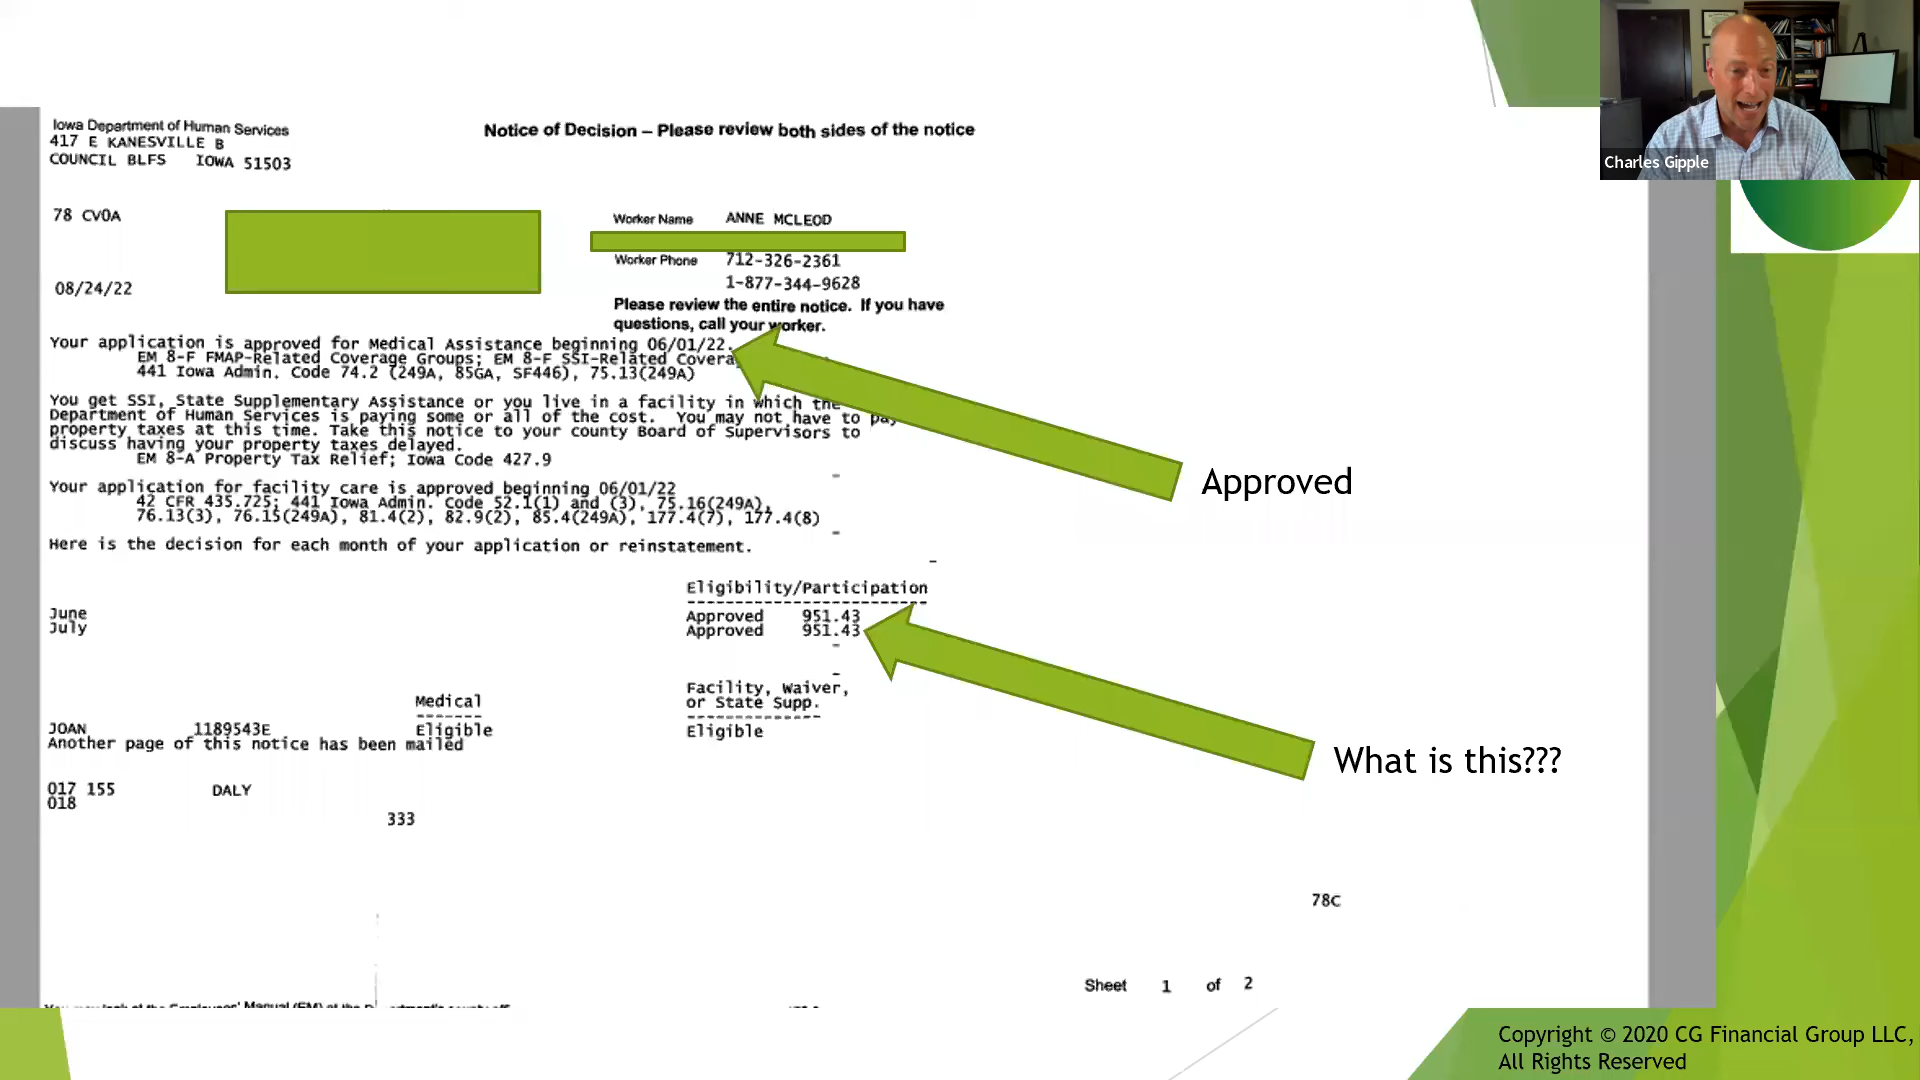 Charles Gipple
Iowa Department of Human Services
417 E KANESVILLE B
COUNCIL BLFS IOWA 51503
Notice of Decision – Please review both sides of the notice
78 CV0A
Worker Name ANNE MCLEOD
Worker Phone 712-326-2361
1-877-344-9628
08/24/22
Please review the entire notice. If you have
questions, call your worker.
Your application is approved for Medical Assistance beginning 06/01/22.
EM 8-F FMAP-Related Coverage Groups; EM 8-F SSI-Related
441 Iowa Admin. Code 74.2 (249A, 85GA, SF446), 75.13(249A)
You get SSI, State Supplementary Assistance or you live in a facility in which the
Department of Human Services is paying some or all of the cost. You may not have to pay
property taxes at this time. Take this notice to your county Board of Supervisors to
discuss having your property taxes delayed.
EM 8-A Property Tax Relief; Iowa Code 427.9
Your application for facility care is approved beginning 06/01/22
42 CFR 435.725; 441 Iowa Admin. Code 52.1(1) and (3), 75.16(249A),
76.13(3), 76.15(249A), 81.4(2), 82.9(2), 85.4(249A), 177.4(7), 177.4(8)
Here is the decision for each month of your application or reinstatement.
Approved
Eligibility/Participation
June Approved 951.43
July Approved 951.43
Facility, Waiver,
Medical or State Supp.
JOAN 1189543E Eligible Eligible
Another page of this notice has been mailed
What is this???
017 155 DALY
018
333
78C
Sheet 1 of 2
Copyright © 2020 CG Financial Group LLC,
All Rights Reserved